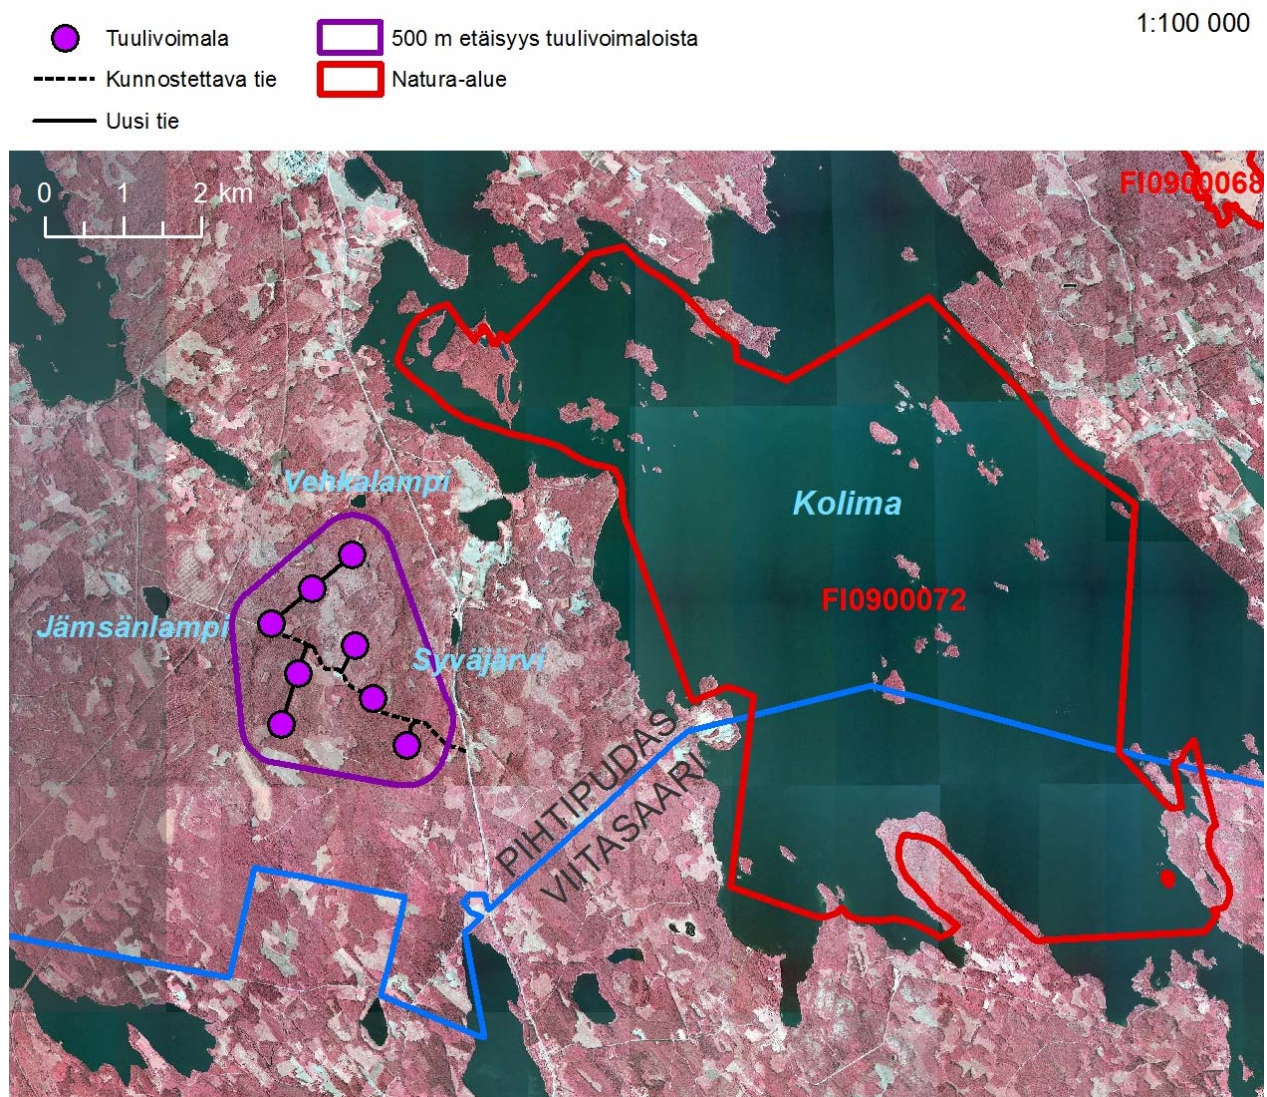 Tuulivoimala
500 m etäisyys tuulivoimaloista
1:100 000
Kunnostettava tie
Natura-alue
Uusi tie
0 1 2 km
FI0900068
Vehkalampi
Kolima
FI0900072
Jämsänlampi
Syväjärvi
PIHTIPUDAS
VIITASAARI